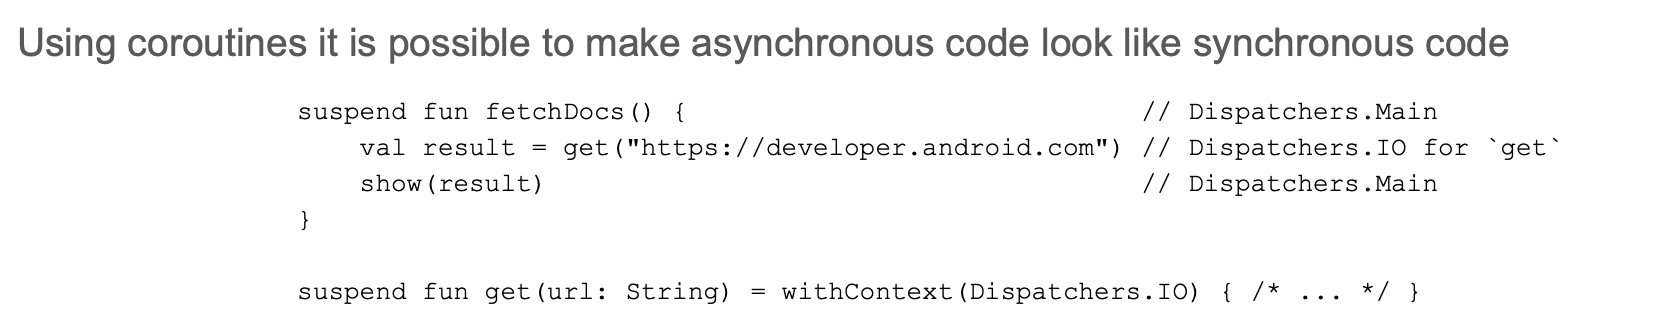 Using coroutines it is possible to make asynchronous code look like synchronous code
suspend fun fetchDocs() {                             // Dispatchers.Main
    val result = get("https://developer.android.com") // Dispatchers.IO for `get`
    show(result)                                      // Dispatchers.Main
}

suspend fun get(url: String) = withContext(Dispatchers.IO) { /* ... */ }